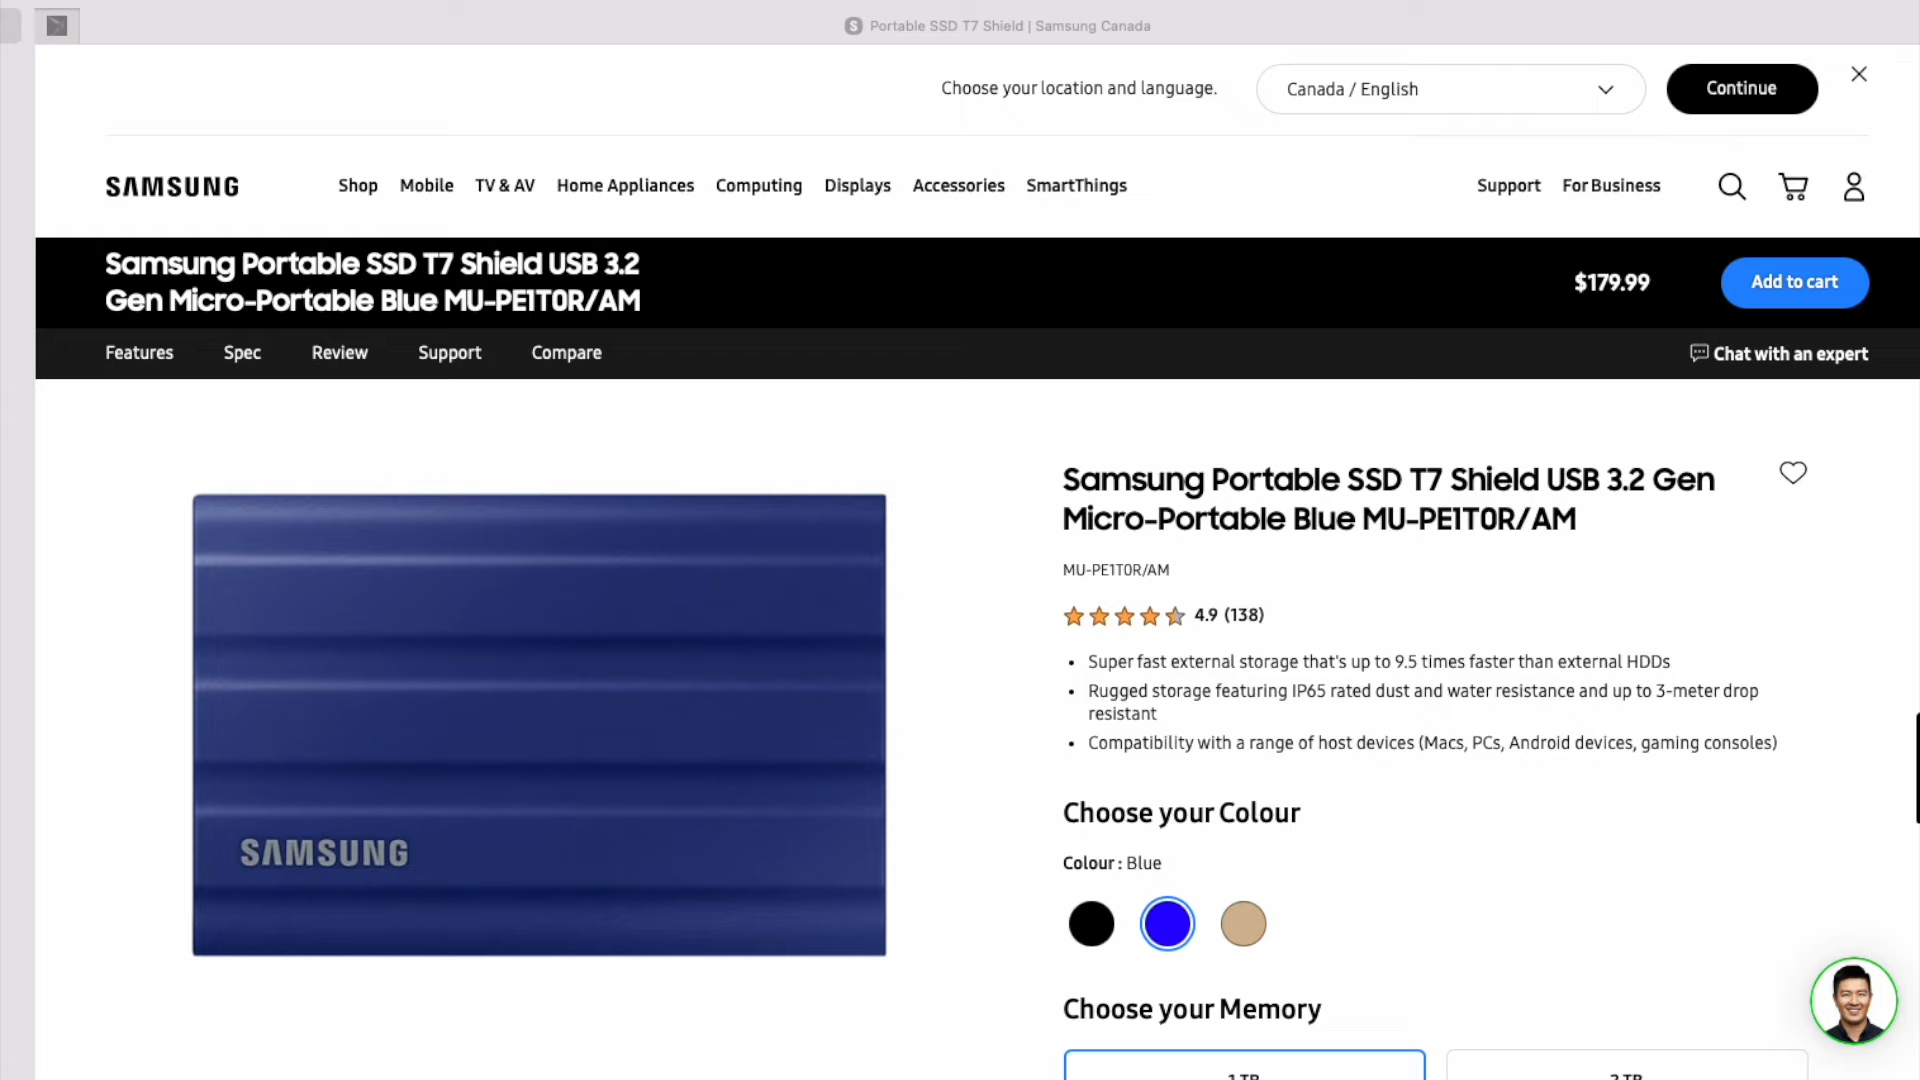 Portable SSD T7 Shield | Samsung Canada
Choose your location and language.
Canada / English
Continue
SAMSUNG
Shop Mobile TV & AV Home Appliances Computing Displays Accessories SmartThings
Support For Business
Samsung Portable SSD T7 Shield USB 3.2
Gen Micro-Portable Blue MU-PE1T0R/AM
$179.99
Add to cart
Features Spec Review Support Compare
Chat with an expert
SAMSUNG
Samsung Portable SSD T7 Shield USB 3.2 Gen
Micro-Portable Blue MU-PE1T0R/AM
MU-PE1T0R/AM
4.9 (138)
• Super fast external storage that's up to 9.5 times faster than external HDDs
• Rugged storage featuring IP65 rated dust and water resistance and up to 3-meter drop
resistant
• Compatibility with a range of host devices (Macs, PCs, Android devices, gaming consoles)
Choose your Colour
Colour : Blue
Choose your Memory
1 TB
2 TB